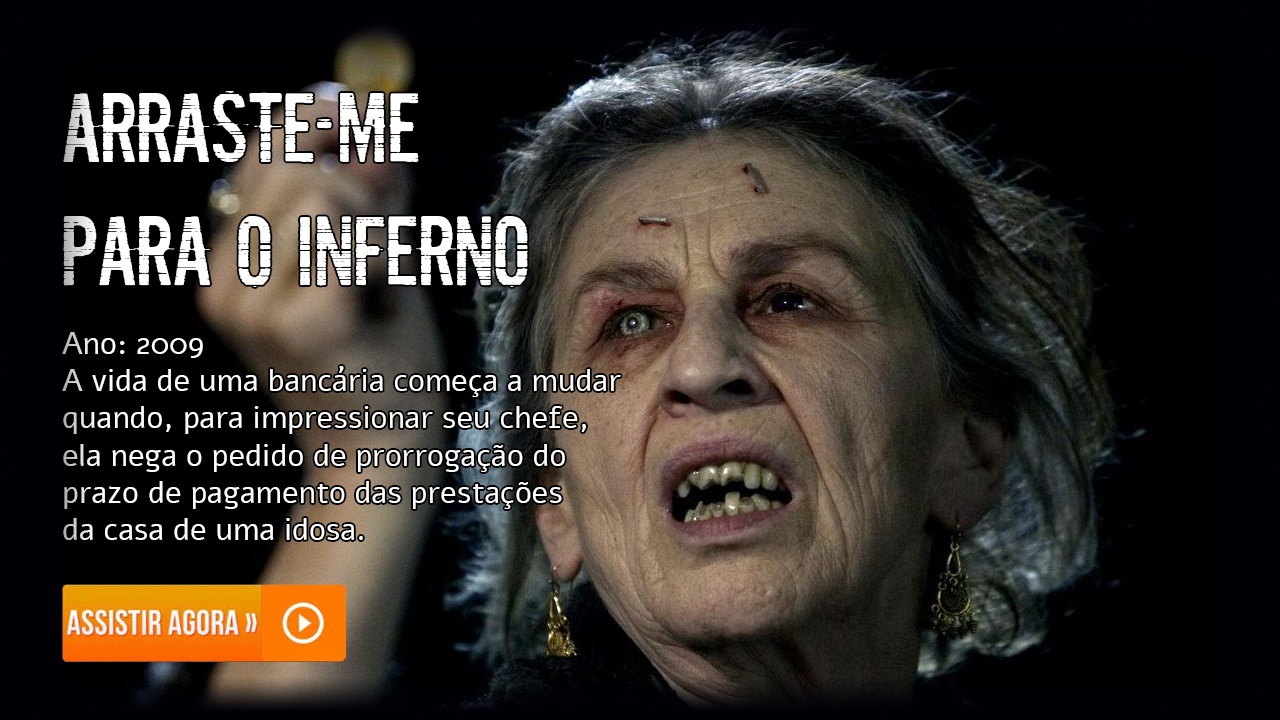 ARRASTE-ME
PARA O INFERNO
Ano: 2009
A vida de uma bancária começa a mudar
quando, para impressionar seu chefe,
ela nega o pedido de prorrogação do
prazo de pagamento das prestações
da casa de uma idosa.
ASSISTIR AGORA »